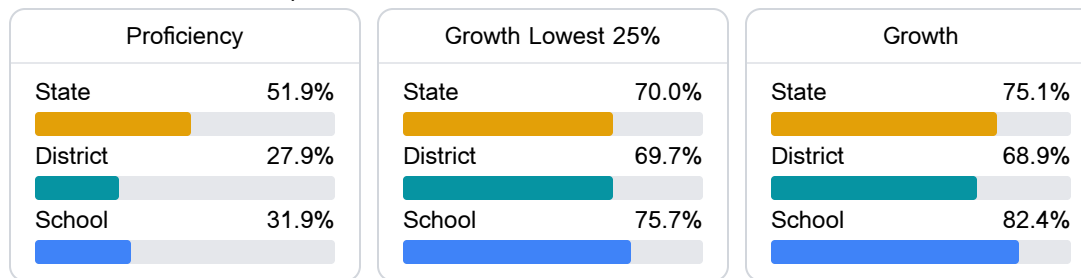 Proficiency
State 51.9%
District 27.9%
School 31.9%
Growth Lowest 25%
State 70.0%
District 69.7%
School 75.7%
Growth
State 75.1%
District 68.9%
School 82.4%